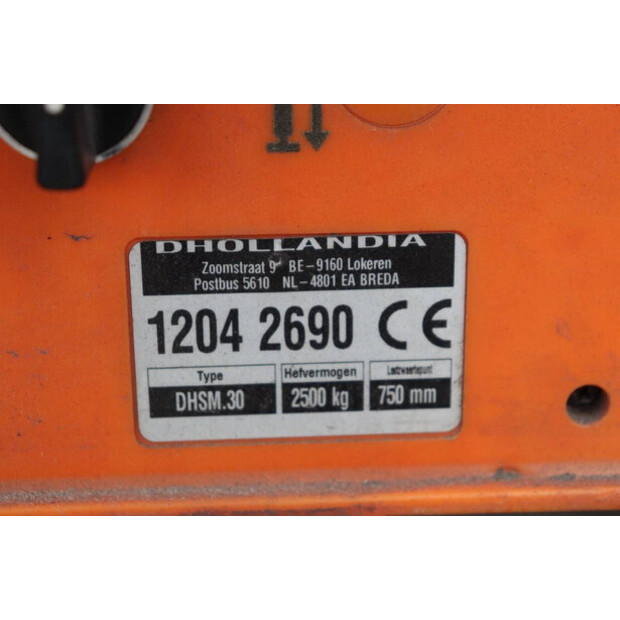 DHOLLANDIA
Zoomstraat 9 BE-9160 Lokeren
Postbus 5610 NL-4801 EA BREDA
1204 2690 CE
Type Hefvermogen Lastzwaartepunt
DHSM.30 2500 kg 750 mm